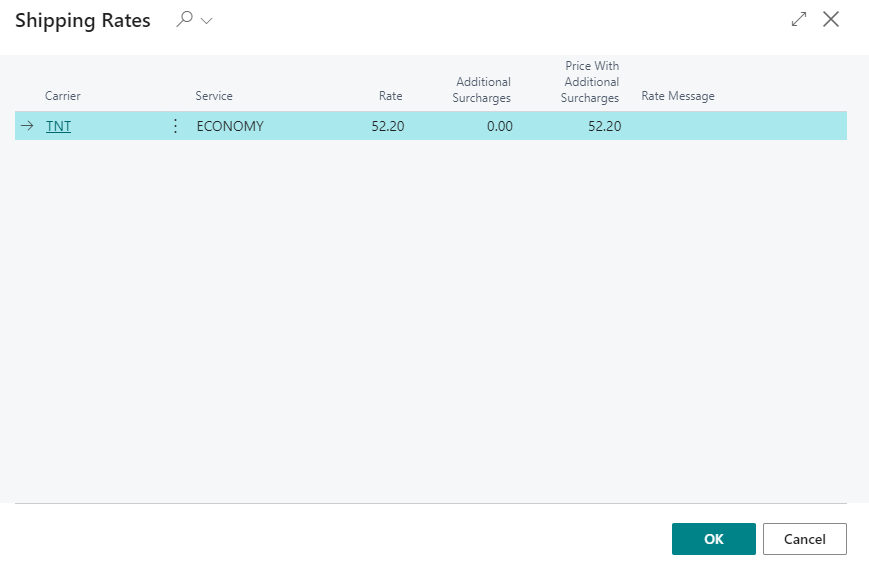 Shipping Rates
Carrier
Service
Rate
Additional
Surcharges
Price With
Additional
Surcharges
Rate Message
TNT
ECONOMY
52.20
0.00
52.20
OK
Cancel